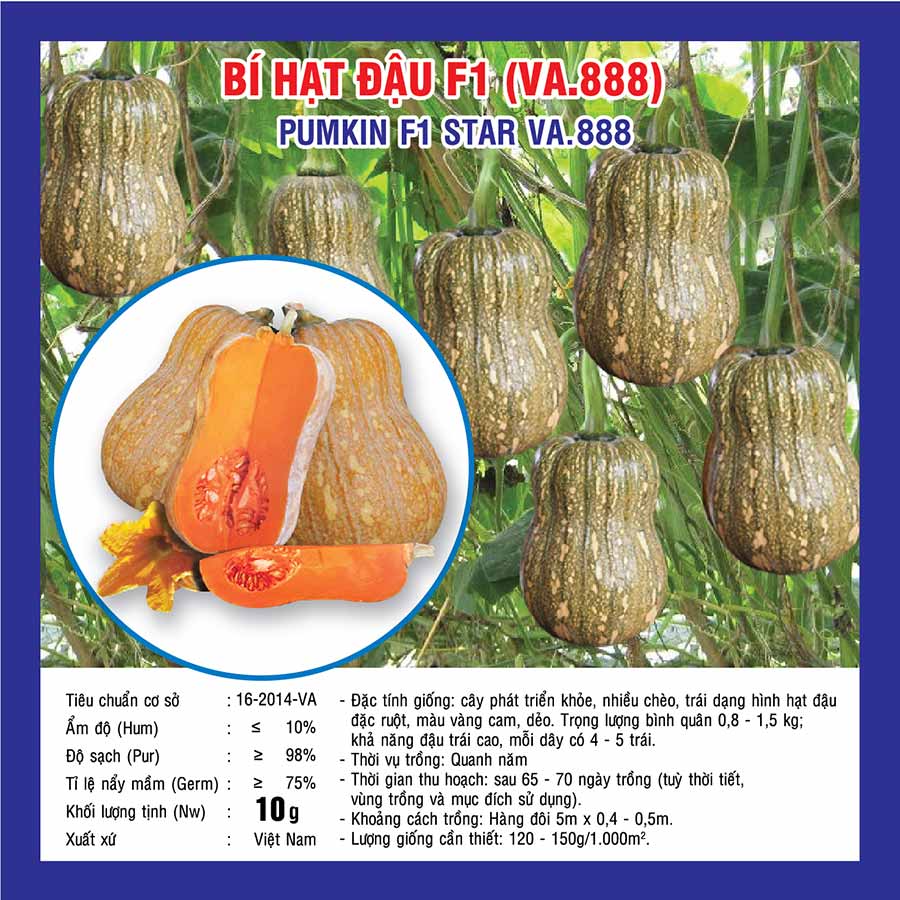 BÍ HẠT ĐẬU F1 (VA.888)
PUMKIN F1 STAR VA.888
Tiêu chuẩn cơ sở : 16-2014-VA
Ẩm độ (Hum) : ≤ 10%
Độ sạch (Pur) : ≥ 98%
Tỉ lệ nẩy mầm (Germ) : ≥ 75%
Khối lượng tịnh (Nw) : 10g
Xuất xứ : Việt Nam
- Đặc tính giống: cây phát triển khỏe, nhiều chèo, trái dạng hình hạt đậu
đặc ruột, màu vàng cam, dẻo. Trọng lượng bình quân 0,8 - 1,5 kg;
khả năng đậu trái cao, mỗi dây có 4 - 5 trái.
- Thời vụ trồng: Quanh năm
- Thời gian thu hoạch: sau 65 - 70 ngày trồng (tuỳ thời tiết,
vùng trồng và mục đích sử dụng).
- Khoảng cách trồng: Hàng đôi 5m x 0,4 - 0,5m.
- Lượng giống cần thiết: 120 - 150g/1.000m².